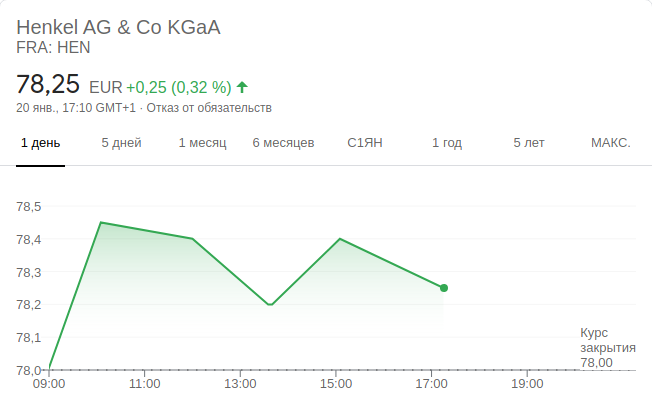 Henkel AG & Co KGaA
FRA: HEN
78,25 EUR +0,25 (0,32 %)
20 янв., 17:10 GMT+1 · Отказ от обязательств
1 день 5 дней 1 месяц 6 месяцев С1ЯН 1 год 5 лет МАКС.
78,5
78,4
78,3
78,2
78,1
78,0
Курс
закрытия
78,00
09:00 11:00 13:00 15:00 17:00 19:00